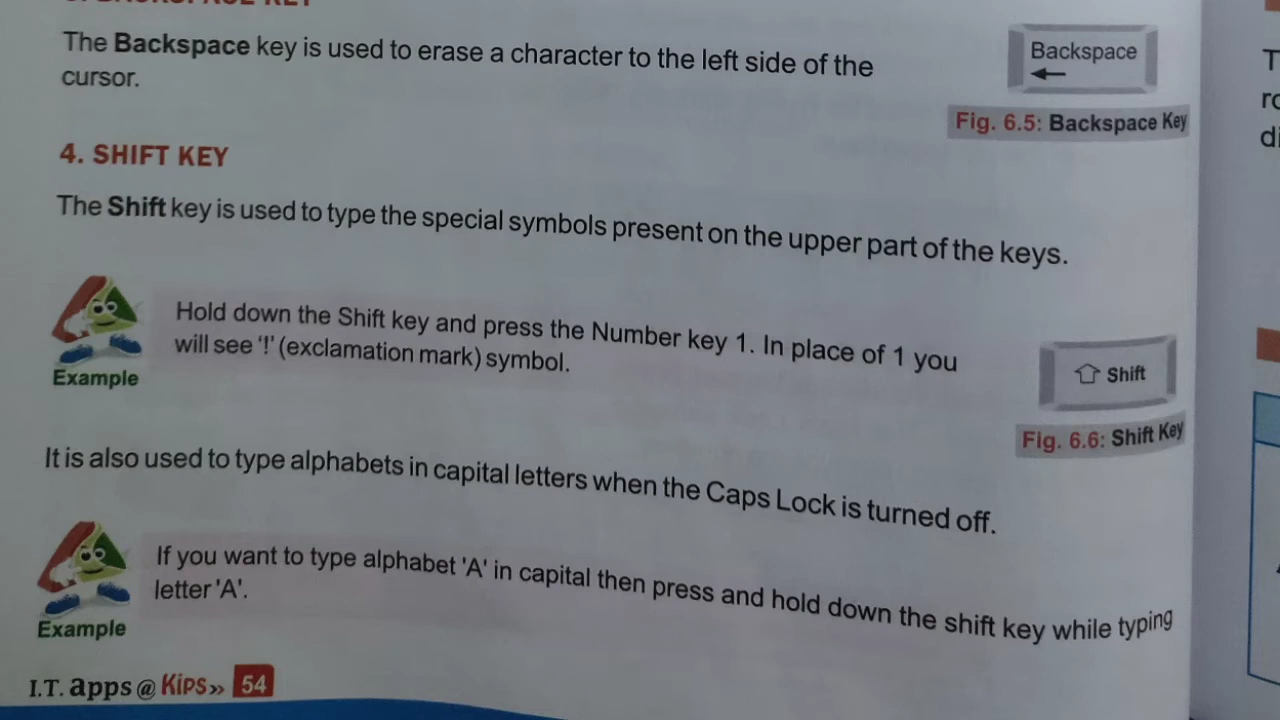 The Backspace key is used to erase a character to the left side of the
cursor.
Backspace
Fig. 6.5: Backspace Key
4. SHIFT KEY
The Shift key is used to type the special symbols present on the upper part of the keys.
Hold down the Shift key and press the Number key 1. In place of 1 you
will see '!' (exclamation mark) symbol.
Example
Shift
Fig. 6.6: Shift Key
It is also used to type alphabets in capital letters when the Caps Lock is turned off.
If you want to type alphabet 'A' in capital then press and hold down the shift key while typing
letter 'A'.
Example
I.T. apps@Kips» 54